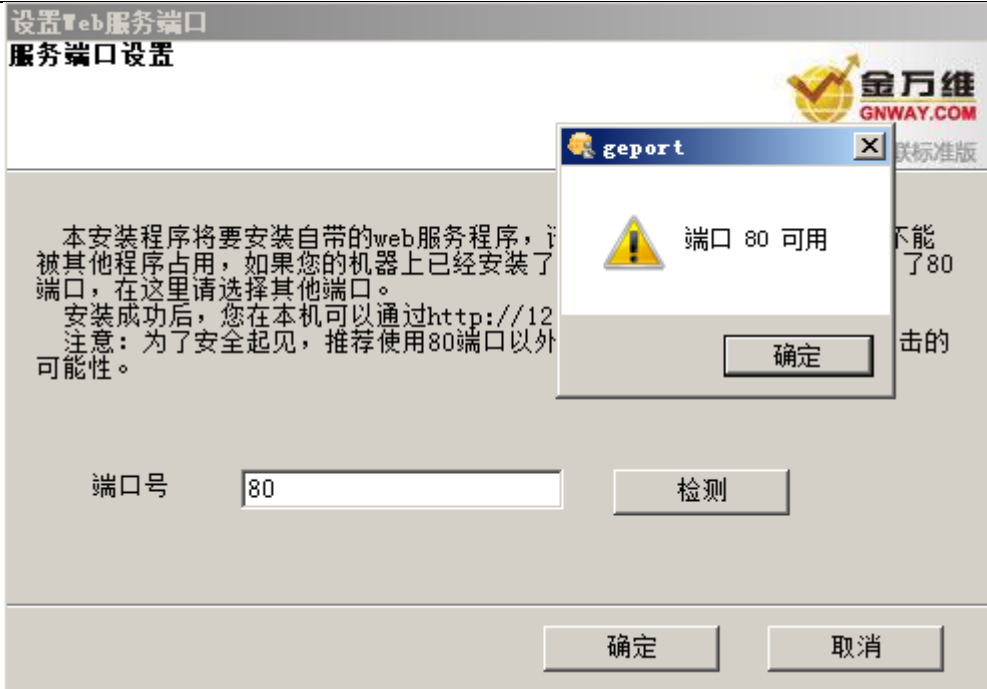 设置Web服务端口
服务端口设置
金万维
GNWAY.COM
联标准版
geport
端口 80 可用
确定
本安装程序将要安装自带的web服务程序，
不能
被其他程序占用，如果您的机器上已经安装了
了80
端口，在这里请选择其他端口。
安装成功后，您在本机可以通过http://12
注意：为了安全起见，推荐使用80端口以外
击的
可能性。
端口号
80
检测
确定
取消